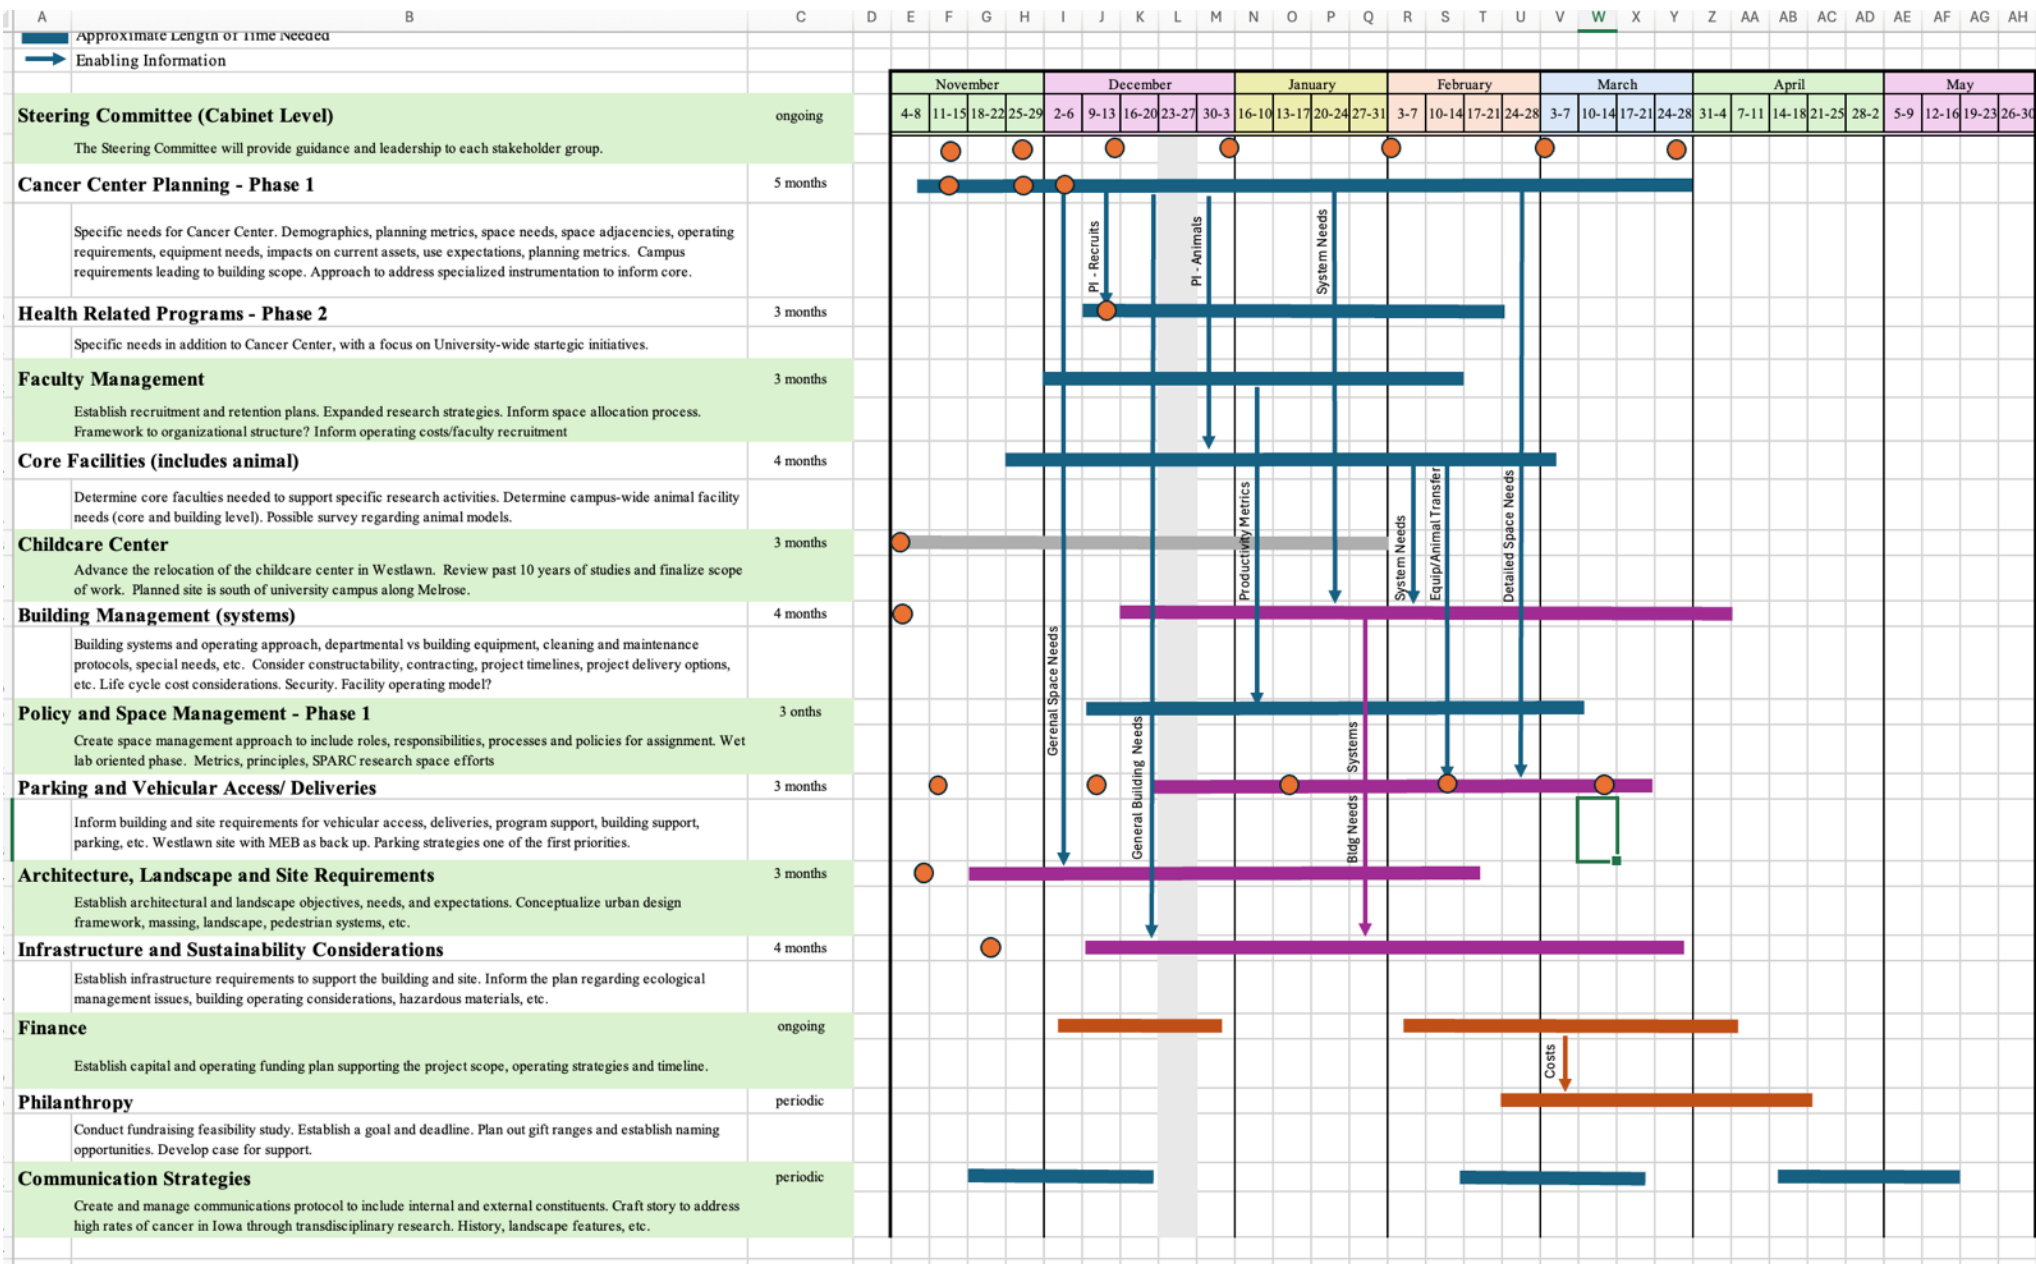 A B C D E F G H I J K L M N O P Q R S T U V W X Y Z AA AB AC AD AE AF AG AH
Approximate Length of Time Needed
Enabling Information
November December January February March April May
Steering Committee (Cabinet Level) ongoing 4-8 11-15 18-22 25-29 2-6 9-13 16-20 23-27 30-3 16-10 13-17 20-24 27-31 3-7 10-14 17-21 24-28 3-7 10-14 17-21 24-28 31-4 7-11 14-18 21-25 28-2 5-9 12-16 19-23 26-30
The Steering Committee will provide guidance and leadership to each stakeholder group.
Cancer Center Planning - Phase 1 5 months
Specific needs for Cancer Center. Demographics, planning metrics, space needs, space adjacencies, operating
requirements, equipment needs, impacts on current assets, use expectations, planning metrics. Campus
requirements leading to building scope. Approach to address specialized instrumentation to inform core.
PI - Recruits
PI - Animals
System Needs
Health Related Programs - Phase 2 3 months
Specific needs in addition to Cancer Center, with a focus on University-wide startegic initiatives.
Faculty Management 3 months
Establish recruitment and retention plans. Expanded research strategies. Inform space allocation process.
Framework to organizational structure? Inform operating costs/faculty recruitment
Core Facilities (includes animal) 4 months
Determine core faculties needed to support specific research activities. Determine campus-wide animal facility
needs (core and building level). Possible survey regarding animal models.
Productivity Metrics
System Needs
Equip/Animal Transfer
Detailed Space Needs
Childcare Center 3 months
Advance the relocation of the childcare center in Westlawn. Review past 10 years of studies and finalize scope
of work. Planned site is south of university campus along Melrose.
Building Management (systems) 4 months
Building systems and operating approach, departmental vs building equipment, cleaning and maintenance
protocols, special needs, etc. Consider constructability, contracting, project timelines, project delivery options,
etc. Life cycle cost considerations. Security. Facility operating model?
Gerenal Space Needs
Policy and Space Management - Phase 1 3 onths
Create space management approach to include roles, responsibilities, processes and policies for assignment. Wet
lab oriented phase. Metrics, principles, SPARC research space efforts
General Building Needs
Bldg Needs Systems
Parking and Vehicular Access/ Deliveries 3 months
Inform building and site requirements for vehicular access, deliveries, program support, building support,
parking, etc. Westlawn site with MEB as back up. Parking strategies one of the first priorities.
Architecture, Landscape and Site Requirements 3 months
Establish architectural and landscape objectives, needs, and expectations. Conceptualize urban design
framework, massing, landscape, pedestrian systems, etc.
Infrastructure and Sustainability Considerations 4 months
Establish infrastructure requirements to support the building and site. Inform the plan regarding ecological
management issues, building operating considerations, hazardous materials, etc.
Finance ongoing
Establish capital and operating funding plan supporting the project scope, operating strategies and timeline.
Costs
Philanthropy periodic
Conduct fundraising feasibility study. Establish a goal and deadline. Plan out gift ranges and establish naming
opportunities. Develop case for support.
Communication Strategies periodic
Create and manage communications protocol to include internal and external constituents. Craft story to address
high rates of cancer in Iowa through transdisciplinary research. History, landscape features, etc.